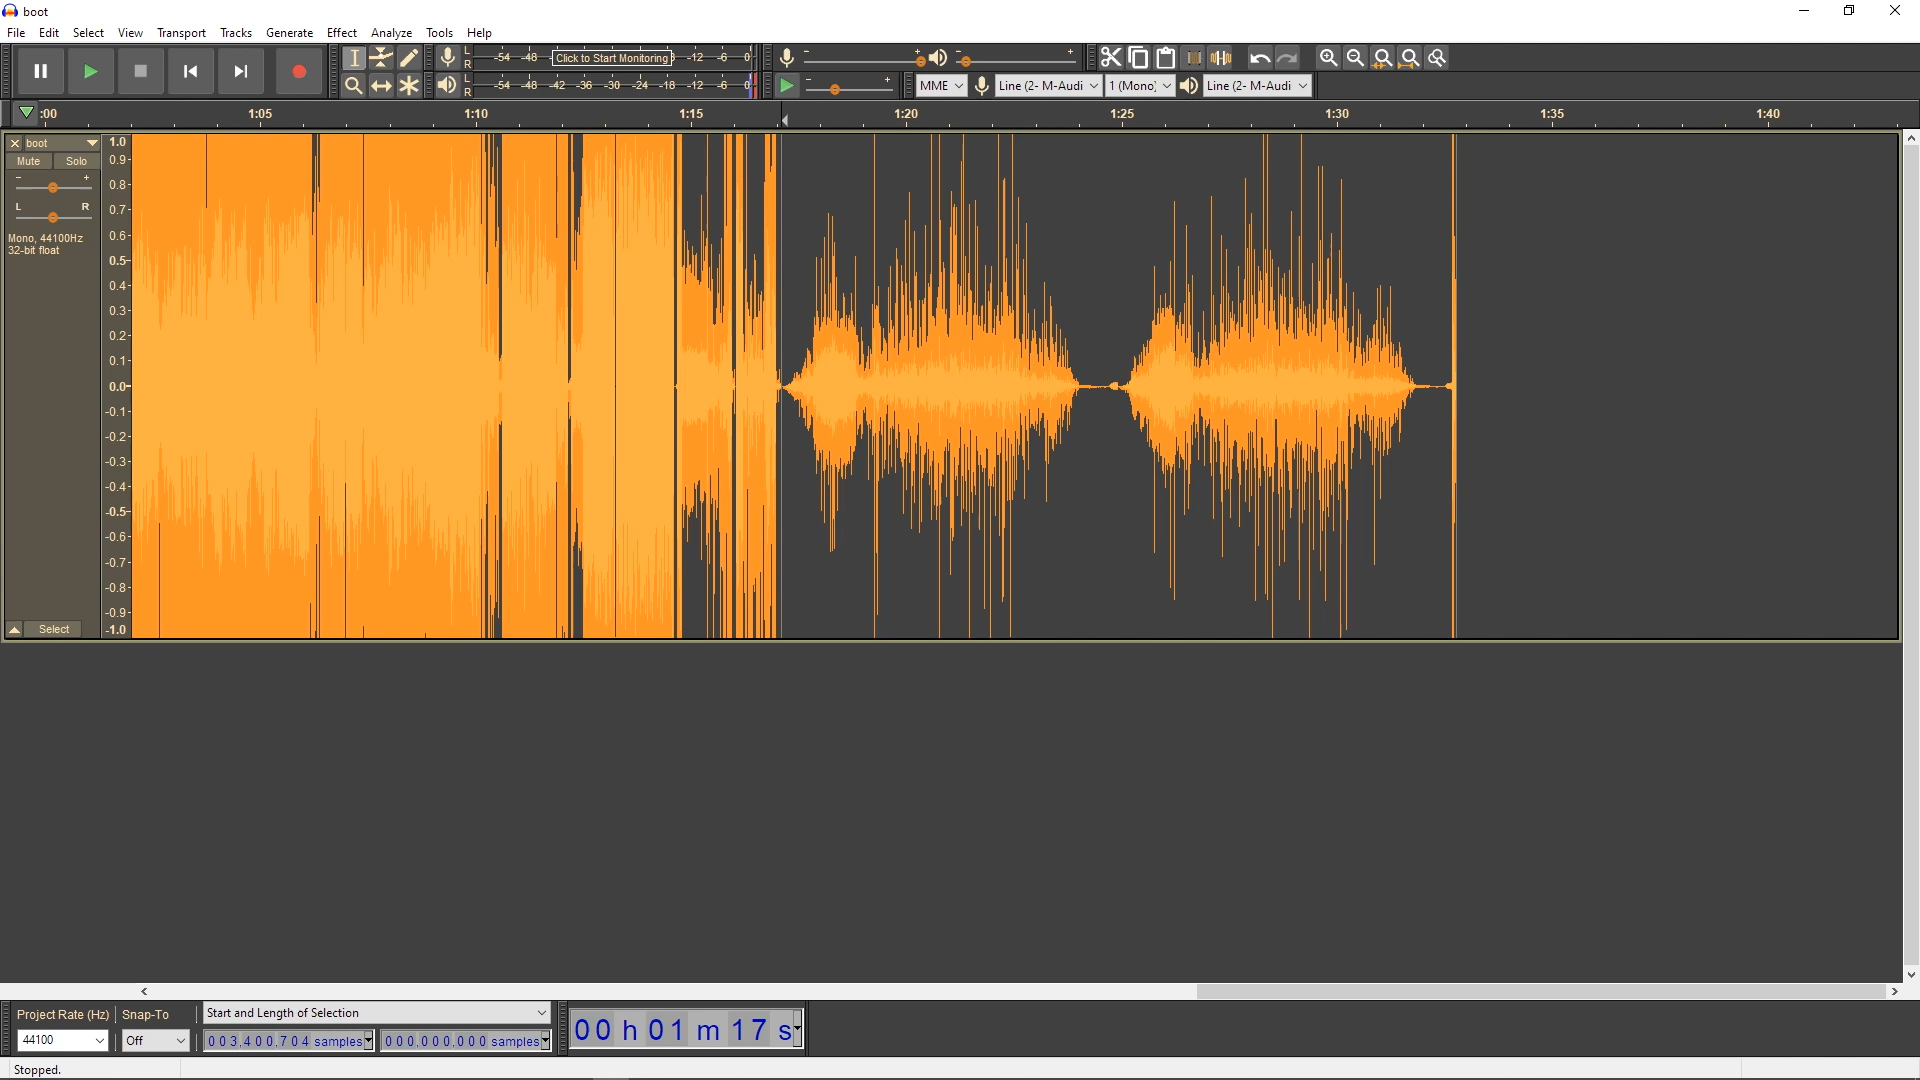 boot
File Edit Select View Transport Tracks Generate Effect Analyze Tools Help
L R -54 -48 Click to Start Monitoring -12 -6 0
- + - +
L R -54 -48 -42 -36 -30 -24 -18 -12 -6 0
- + MME Line (2- M-Audi 1 (Mono) Line (2- M-Audi
:00 1:05 1:10 1:15 1:20 1:25 1:30 1:35 1:40
boot
Mute Solo
- +
L R
Mono, 44100Hz
32-bit float
Select
1.0
0.9
0.8
0.7
0.6
0.5
0.4
0.3
0.2
0.1
0.0
-0.1
-0.2
-0.3
-0.4
-0.5
-0.6
-0.7
-0.8
-0.9
-1.0
Project Rate (Hz) Snap-To Start and Length of Selection
44100 Off 003,400,704 samples 000,000,000 samples 00 h 01 m 17 s
Stopped.